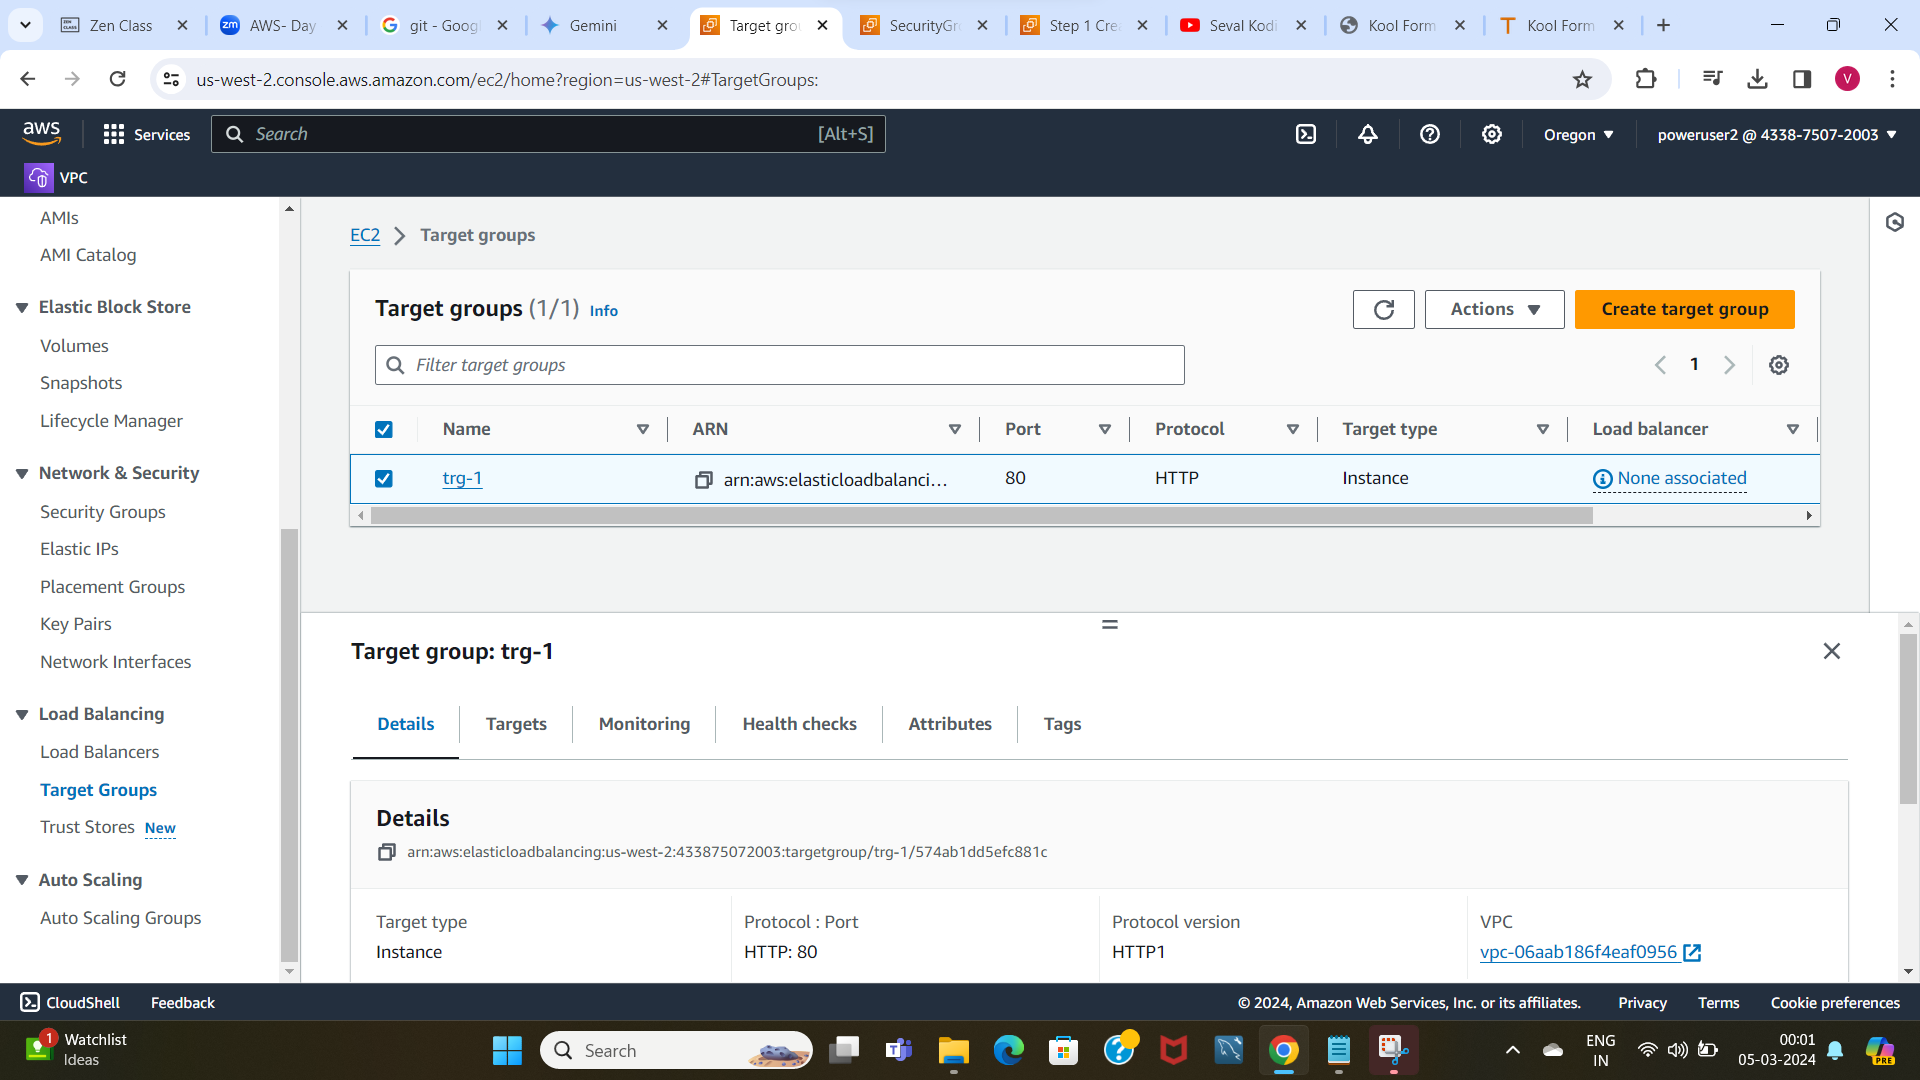 Zen Class
AWS- Day
git - Goog
Gemini
Target gro
SecurityGr
Step 1 Cre
Seval Kodi
Kool Form
Kool Form
us-west-2.console.aws.amazon.com/ec2/home?region=us-west-2#TargetGroups:
V
aws
Services
Search
[Alt+S]
Oregon
poweruser2 @ 4338-7507-2003
VPC
AMIs
AMI Catalog
Elastic Block Store
Volumes
Snapshots
Lifecycle Manager
Network & Security
Security Groups
Elastic IPs
Placement Groups
Key Pairs
Network Interfaces
Load Balancing
Load Balancers
Target Groups
Trust Stores New
Auto Scaling
Auto Scaling Groups
EC2 > Target groups
Target groups (1/1) Info
Actions
Create target group
Filter target groups
1
Name ARN Port Protocol Target type Load balancer
trg-1 arn:aws:elasticloadbalanci... 80 HTTP Instance None associated
Target group: trg-1
Details Targets Monitoring Health checks Attributes Tags
Details
arn:aws:elasticloadbalancing:us-west-2:433875072003:targetgroup/trg-1/574ab1dd5efc881c
Target type
Instance
Protocol : Port
HTTP: 80
Protocol version
HTTP1
VPC
vpc-06aab186f4eaf0956
CloudShell Feedback
© 2024, Amazon Web Services, Inc. or its affiliates. Privacy Terms Cookie preferences
1
Watchlist
Ideas
Search
ENG
IN
00:01
05-03-2024
PRE